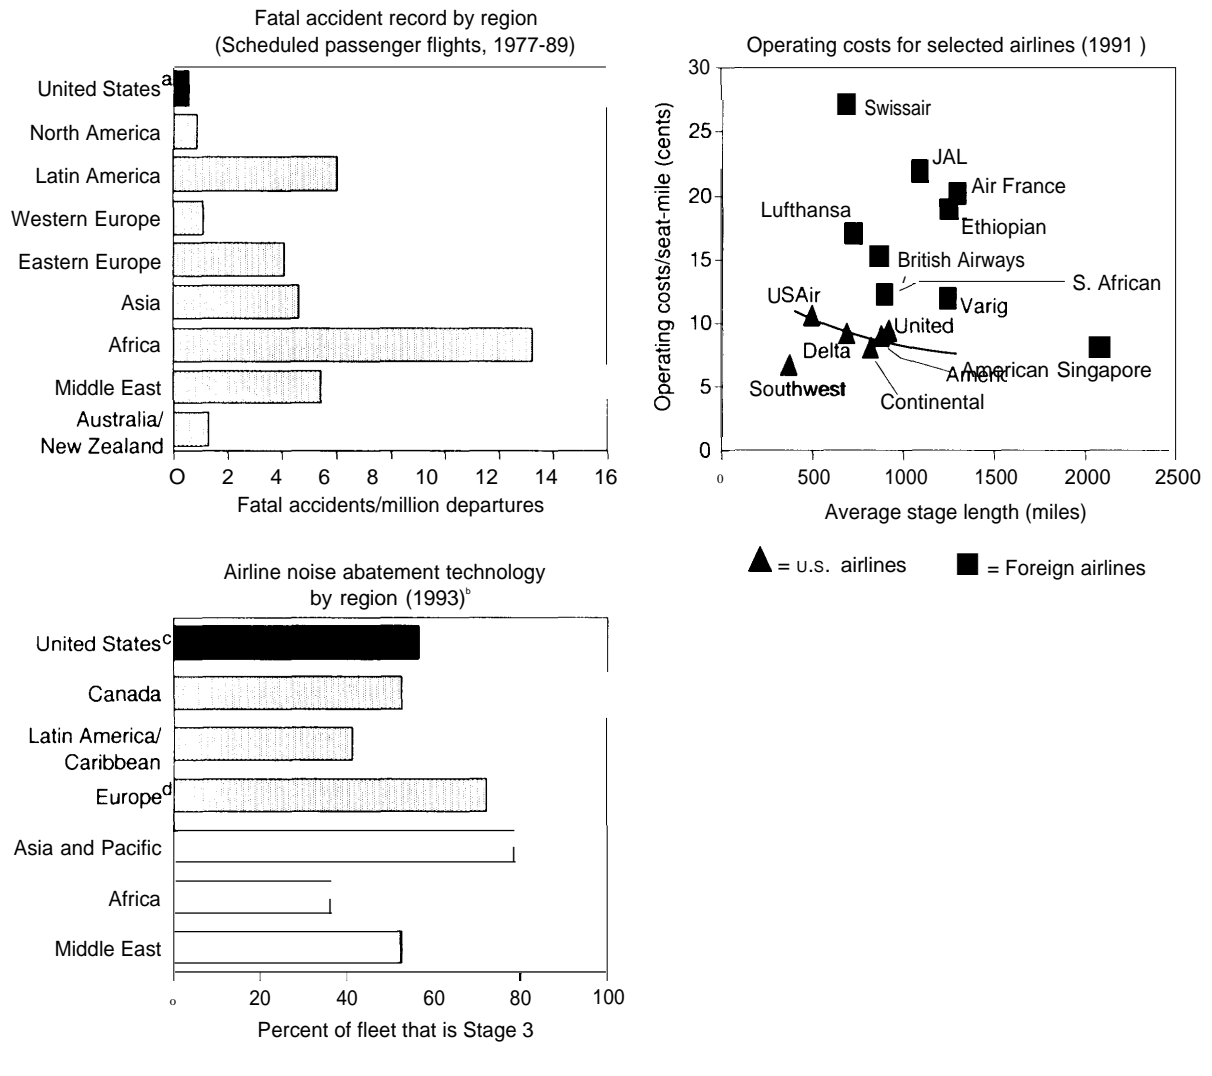 Fatal accident record by region
(Scheduled passenger flights, 1977-89)
United States a
North America
Latin America
Western Europe
Eastern Europe
Asia
Africa
Middle East
Australia/
New Zealand
O 2 4 6 8 10 12 14 16
Fatal accidents/million departures
Operating costs for selected airlines (1991 )
Operating costs/seat-mile (cents)
30
25
20
15
10
5
0
Swissair
JAL
Air France
Ethiopian
Lufthansa
British Airways
S. African
USAir
Varig
United
Delta
American Singapore
Southwest
Continental
0 500 1000 1500 2000 2500
Average stage length (miles)
= U.S. airlines = Foreign airlines
Airline noise abatement technology
by region (1993) b
United States c
Canada
Latin America/
Caribbean
Europe d
Asia and Pacific
Africa
Middle East
0 20 40 60 80 100
Percent of fleet that is Stage 3